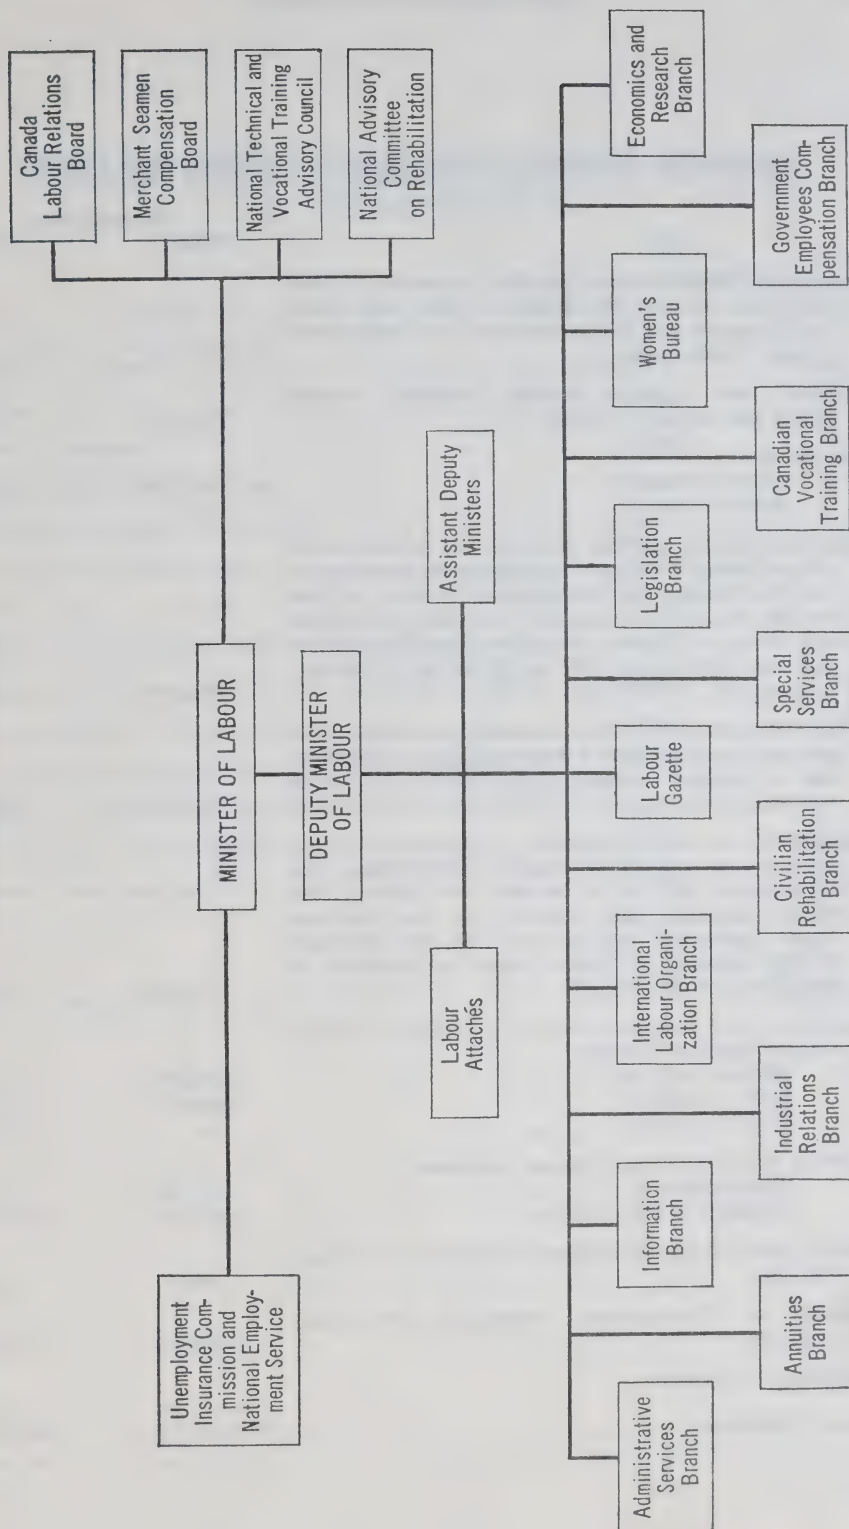 Canada
Labour Relations
Board
Merchant Seamen
Compensation
Board
National Technical and
Vocational Training
Advisory Council
National Advisory
Committee
on Rehabilitation
MINISTER OF LABOUR
Unemployment
Insurance Com-
mission and
National Employ-
ment Service
DEPUTY MINISTER
OF LABOUR
Labour
Attachés
Assistant Deputy
Ministers
Administrative
Services
Branch
Annuities
Branch
Information
Branch
Industrial
Relations
Branch
International
Labour Organi-
zation Branch
Civilian
Rehabilitation
Branch
Labour
Gazette
Special
Services
Branch
Legislation
Branch
Canadian
Vocational
Training Branch
Women's
Bureau
Government
Employees Com-
pensation Branch
Economics and
Research
Branch